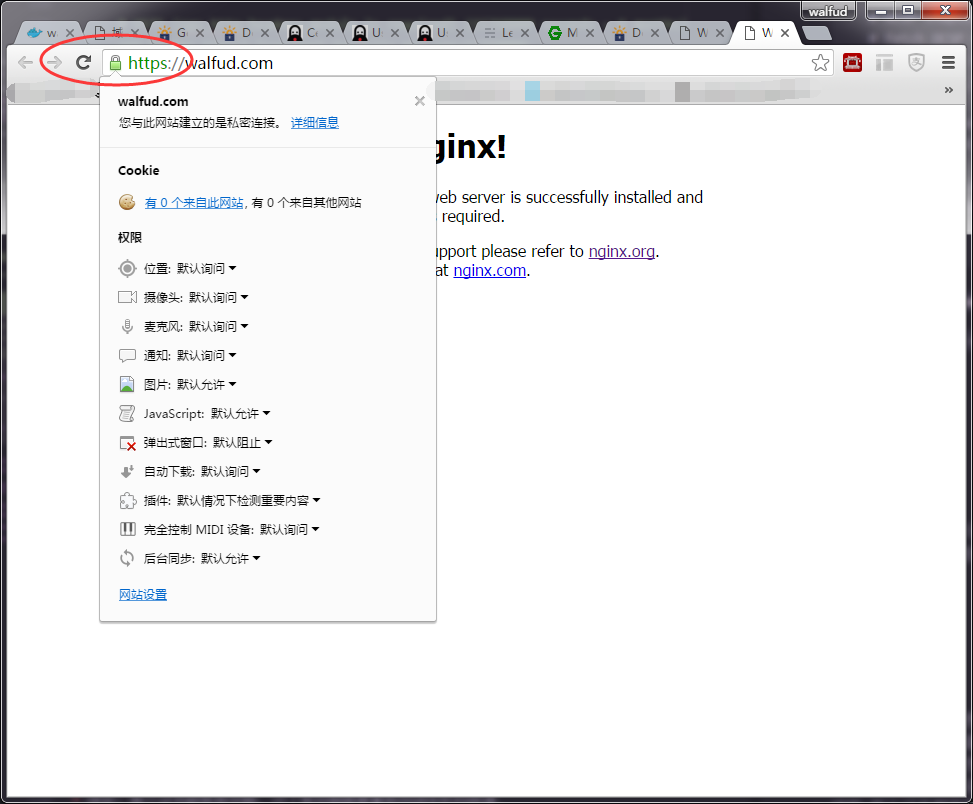 walfud
w
域
G
D
Ce
U
U
Le
M
D
W
W
https://walfud.com
»
walfud.com
您与此网站建立的是私密连接。 详细信息
ginx!
Cookie
web server is successfully installed and
有 0 个来自此网站, 有 0 个来自其他网站
required.
权限
upport please refer to nginx.org.
位置: 默认询问
at nginx.com.
摄像头: 默认询问
麦克风: 默认询问
通知: 默认询问
图片: 默认允许
JavaScript: 默认允许
弹出式窗口: 默认阻止
自动下载: 默认询问
插件: 默认情况下检测重要内容
完全控制 MIDI 设备: 默认询问
后台同步: 默认允许
网站设置